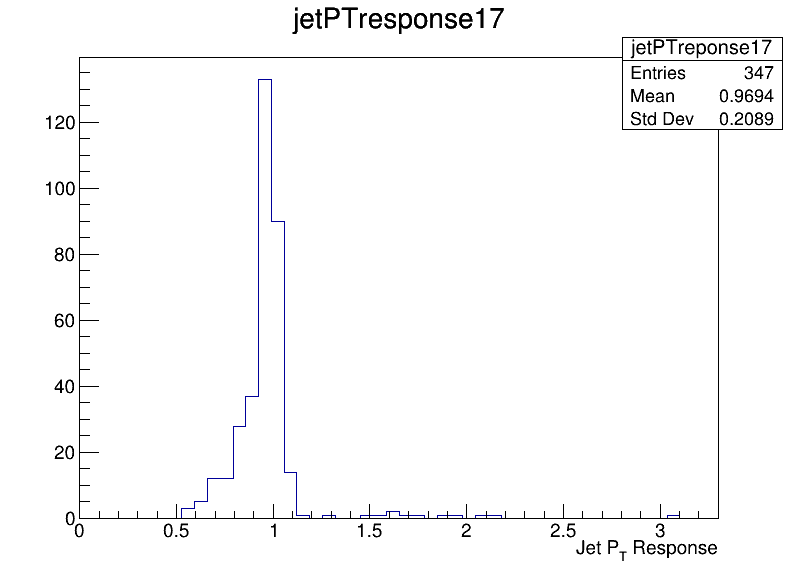 jetPTresponse17
jetPTreponse17
Entries 347
Mean 0.9694
Std Dev 0.2089
120
100
80
60
40
20
0
0 0.5 1 1.5 2 2.5 3
Jet P_T Response